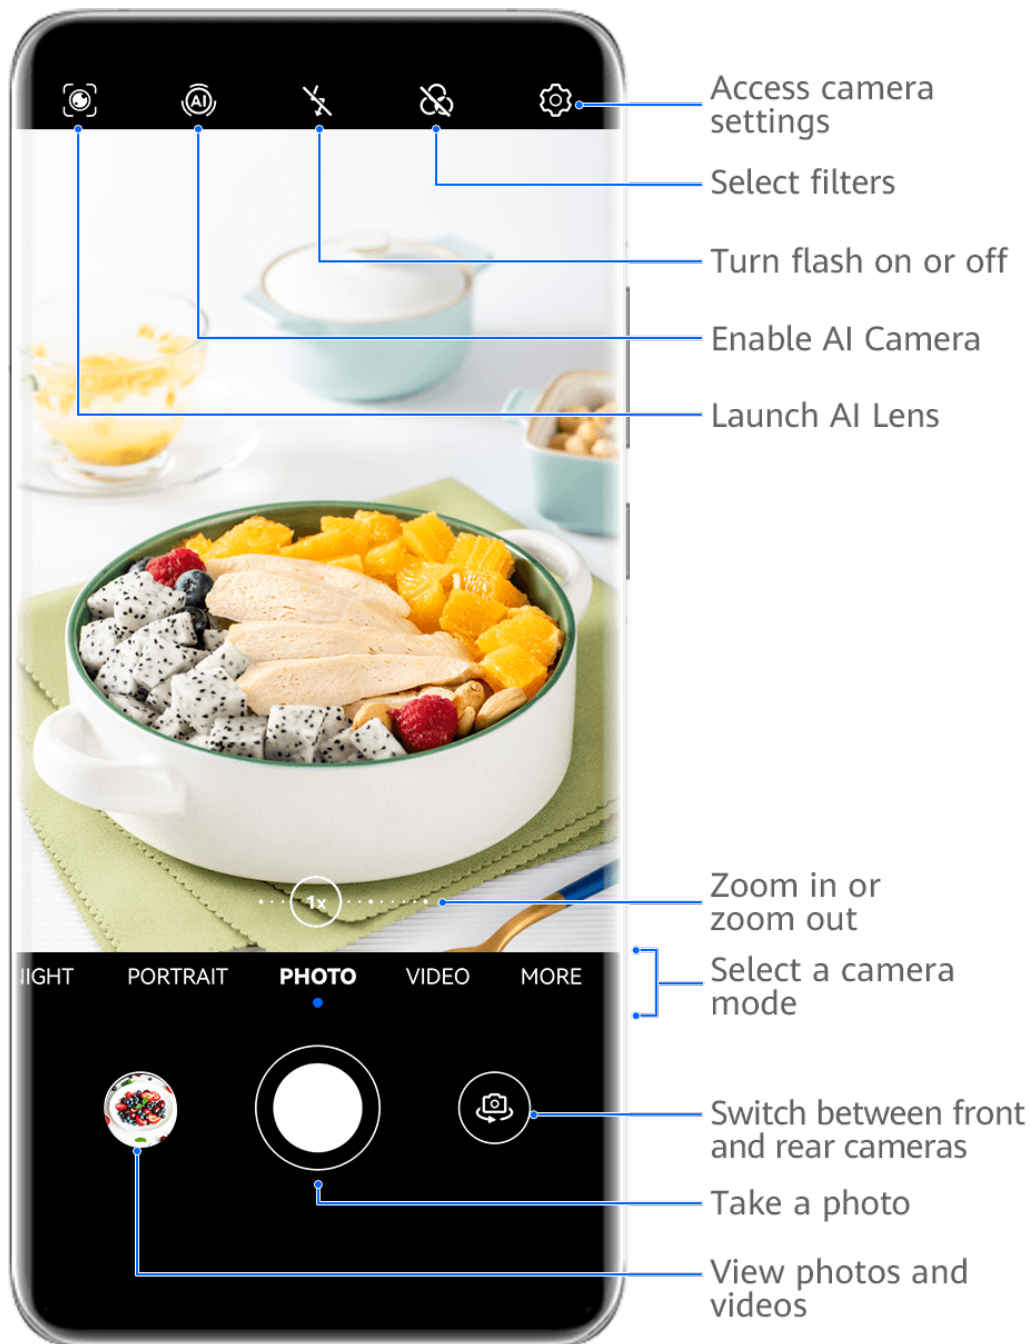 AI
Access camera
settings
Select filters
Turn flash on or off
Enable AI Camera
Launch AI Lens
1x
Zoom in or
zoom out
NIGHT PORTRAIT PHOTO VIDEO MORE
Select a camera
mode
Switch between front
and rear cameras
Take a photo
View photos and
videos